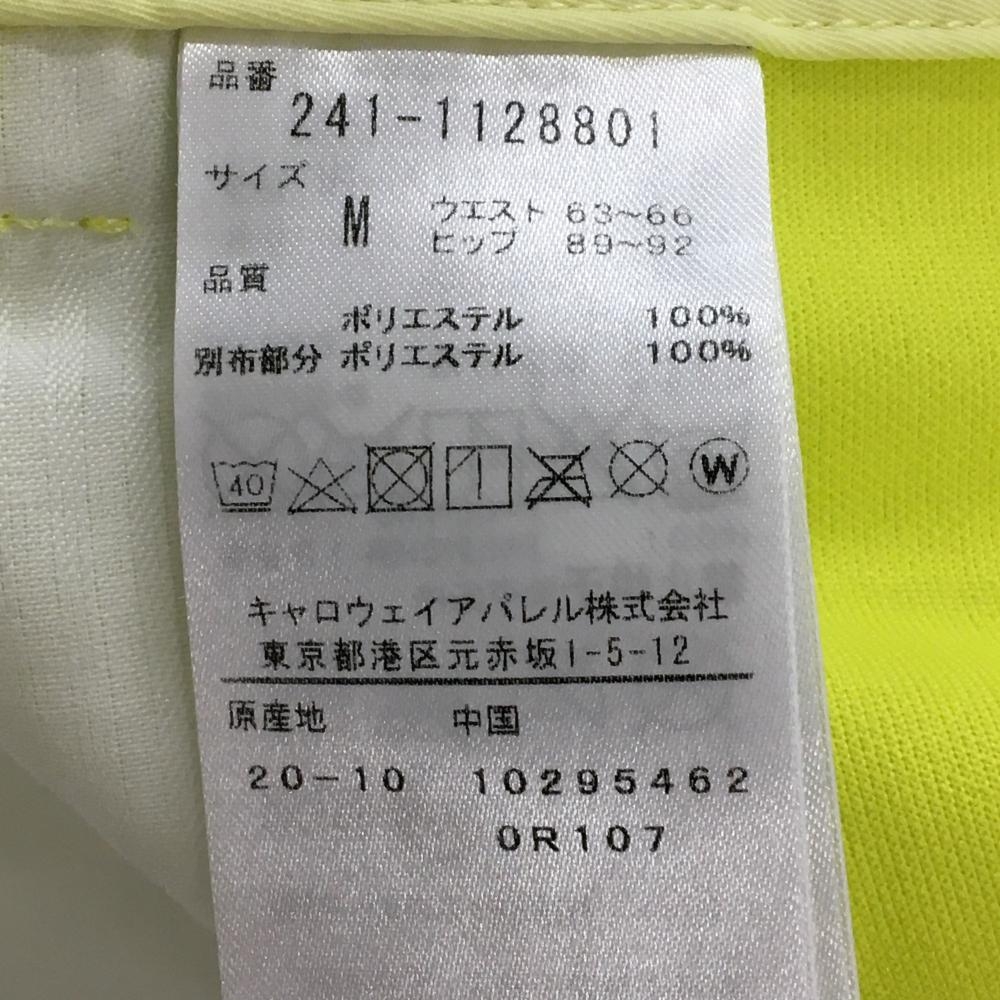 品番
241-1128801
サイズ
M ウエスト 63~66
ヒップ 89~92
品質
ポリエステル 100%
別布部分 ポリエステル 100%
40 W
キャロウェイアパレル株式会社
東京都港区元赤坂1-5-12
原産地 中国
20-10 10295462
0R107